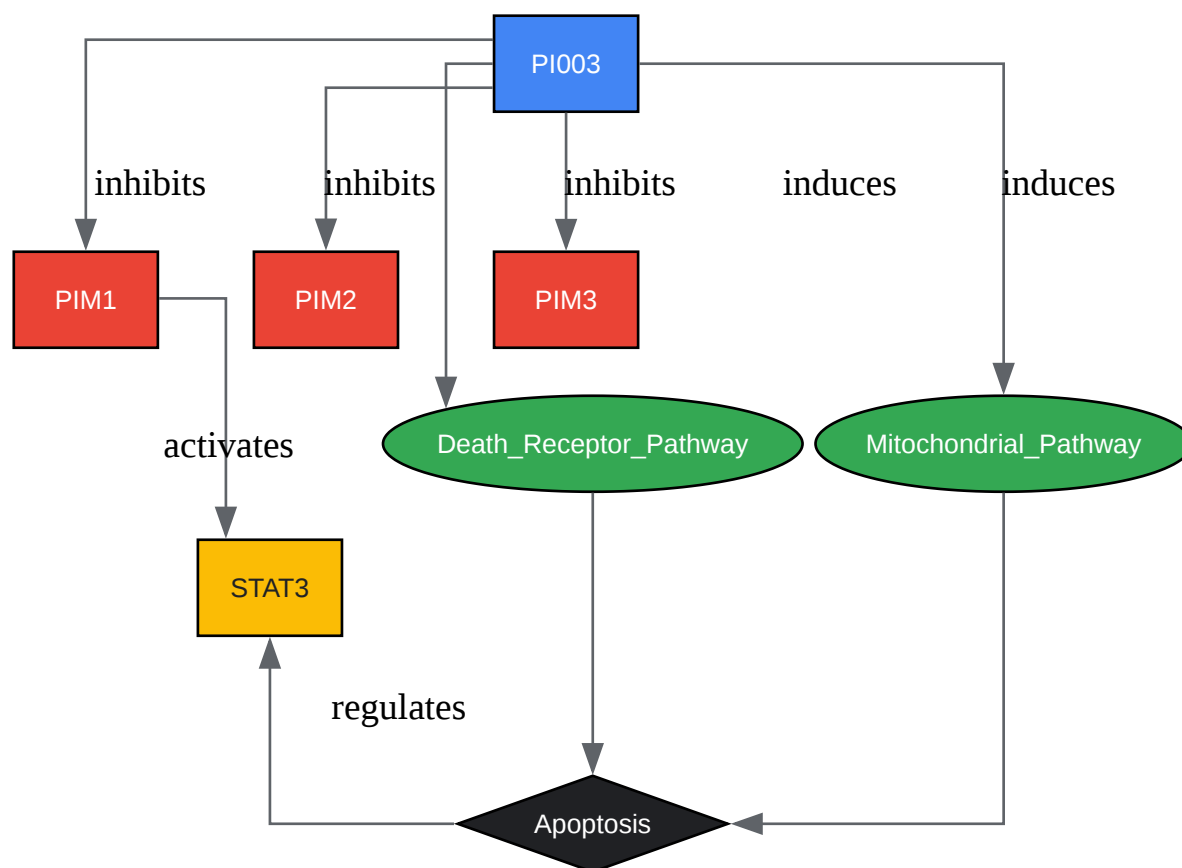 PI003
inhibits
inhibits
inhibits
induces
induces
PIM1
PIM2
PIM3
activates
Death_Receptor_Pathway
Mitochondrial_Pathway
STAT3
regulates
Apoptosis